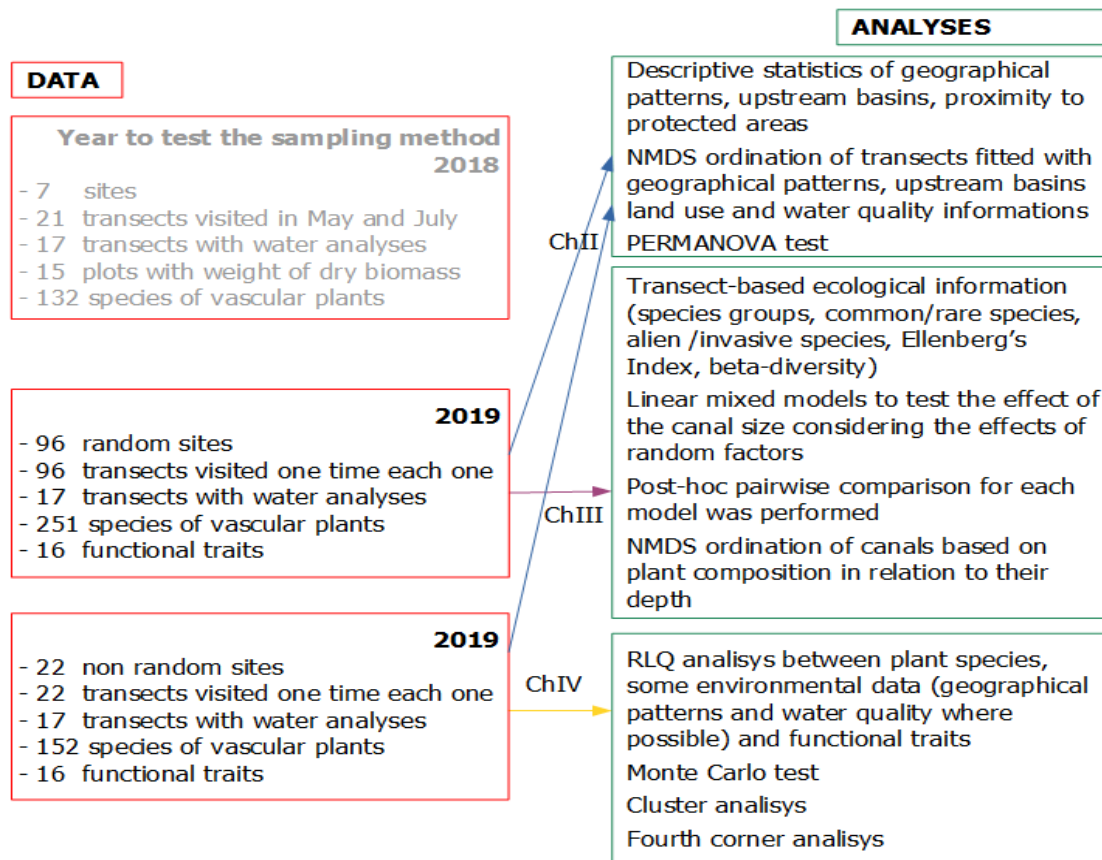 DATA
Year to test the sampling method
2018
- 7 sites
- 21 transects visited in May and July
- 17 transects with water analyses
- 15 plots with weight of dry biomass
- 132 species of vascular plants
2019
- 96 random sites
- 96 transects visited one time each one
- 17 transects with water analyses
- 251 species of vascular plants
- 16 functional traits
2019
- 22 non random sites
- 22 transects visited one time each one
- 17 transects with water analyses
- 152 species of vascular plants
- 16 functional traits
ChII
ChIII
ChIV
ANALYSES
Descriptive statistics of geographical
patterns, upstream basins, proximity to
protected areas
NMDS ordination of transects fitted with
geographical patterns, upstream basins
land use and water quality informations
PERMANOVA test
Transect-based ecological information
(species groups, common/rare species,
alien /invasive species, Ellenberg's
Index, beta-diversity)
Linear mixed models to test the effect of
the canal size considering the effects of
random factors
Post-hoc pairwise comparison for each
model was performed
NMDS ordination of canals based on
plant composition in relation to their
depth
RLQ analisys between plant species,
some environmental data (geographical
patterns and water quality where
possible) and functional traits
Monte Carlo test
Cluster analisys
Fourth corner analisys